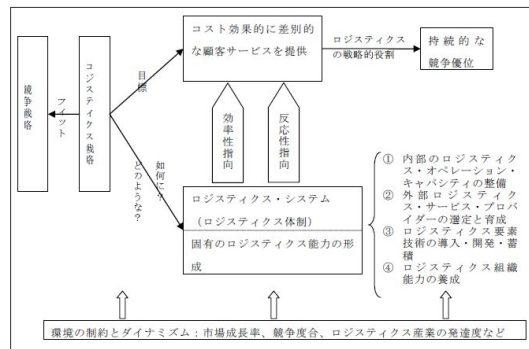 コスト効果的に差別的
な顧客サービスを提供
ロジスティクス
の戦略的役割
持続的な
競争優位
競争戦略
フィット
ロジスティクス戦略
目標
効率性指向
反応性指向
如何に？
どのような？
ロジスティクス・システム
（ロジスティクス体制）
固有のロジスティクス能力の形
成
① 内部のロジスティク
ス・オペレーション・
キャパシティの整備
② 外部ロジスティク
ス・サービス・プロバ
イダーの選定と育成
③ ロジスティクス要素
技術の導入・開発・蓄
積
④ ロジスティクス組織
能力の養成
環境の制約とダイナミズム：市場成長率、競争度合、ロジスティクス産業の発達度など